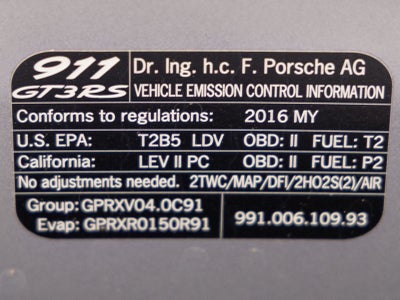 911 Dr. Ing. h.c. F. Porsche AG
GT3RS VEHICLE EMISSION CONTROL INFORMATION
Conforms to regulations: 2016 MY
U.S. EPA: T2B5 LDV OBD: II FUEL: T2
California: LEV II PC OBD: II FUEL: P2
No adjustments needed. 2TWC/MAP/DFI/2HO2S(2)/AIR
Group: GPRXV04.0C91
Evap: GPRXR0150R91
991.006.109.93